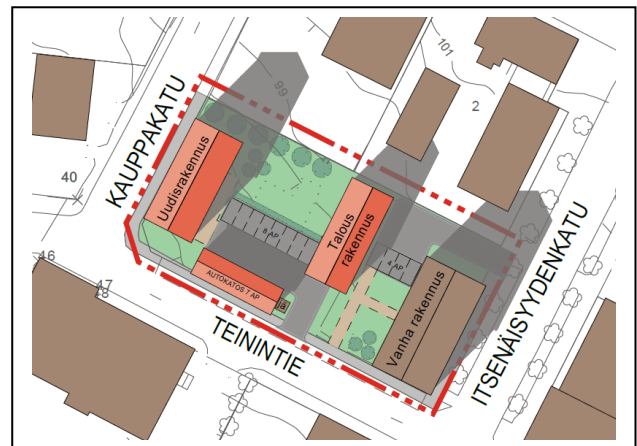 101
99
2
KAUPPAKATU
40
Uudisrakennus
8 AP
Talous
rakennus
4 AP
AUTOKATOS 7 AP
Vanha rakennus
46
47
TEININTIE
ITSENÄISYYDENKATU